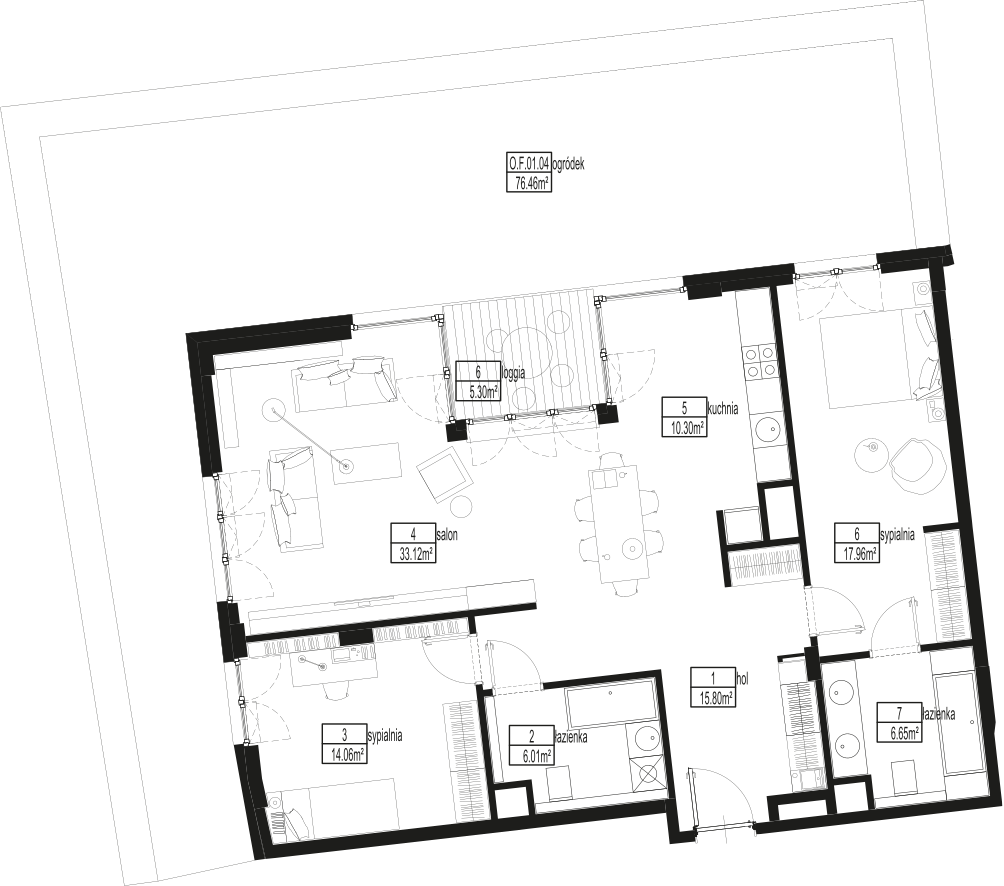 O.F.01.04 ogródek
76.46m²
6 loggia
5.30m²
5 kuchnia
10.30m²
4 salon
33.12m²
6 sypialnia
17.96m²
1 hol
15.80m²
3 sypialnia
14.06m²
2 łazienka
6.01m²
7 łazienka
6.65m²